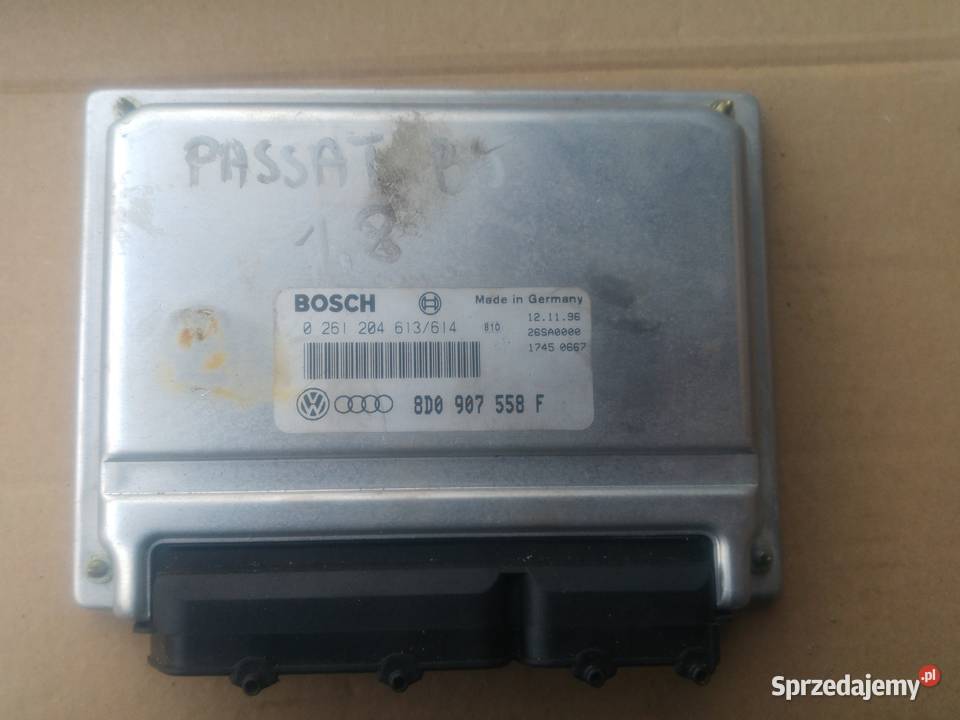 PASSAT B5
1.8
BOSCH Made in Germany
0 261 204 613/614 810 12.11.96
26SA0000
1745 0667
8D0 907 558 F
Sprzedajemy.pl